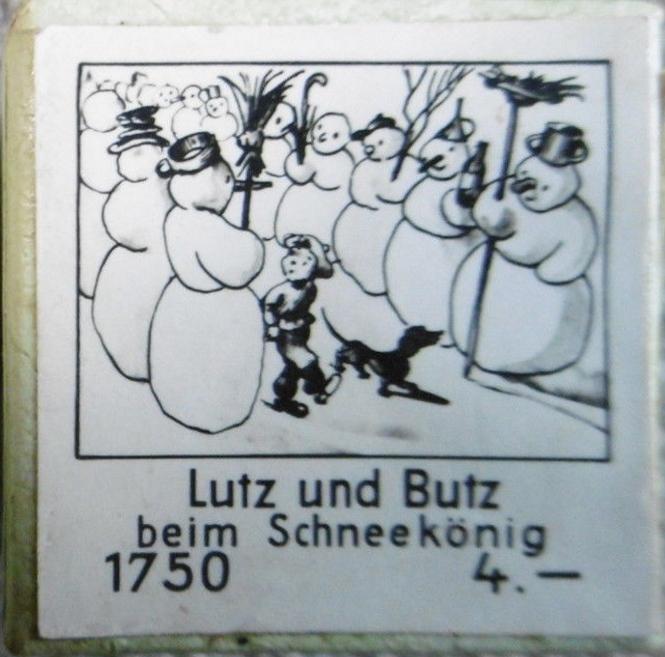 Lutz und Butz
beim Schneekönig
1750 4.—